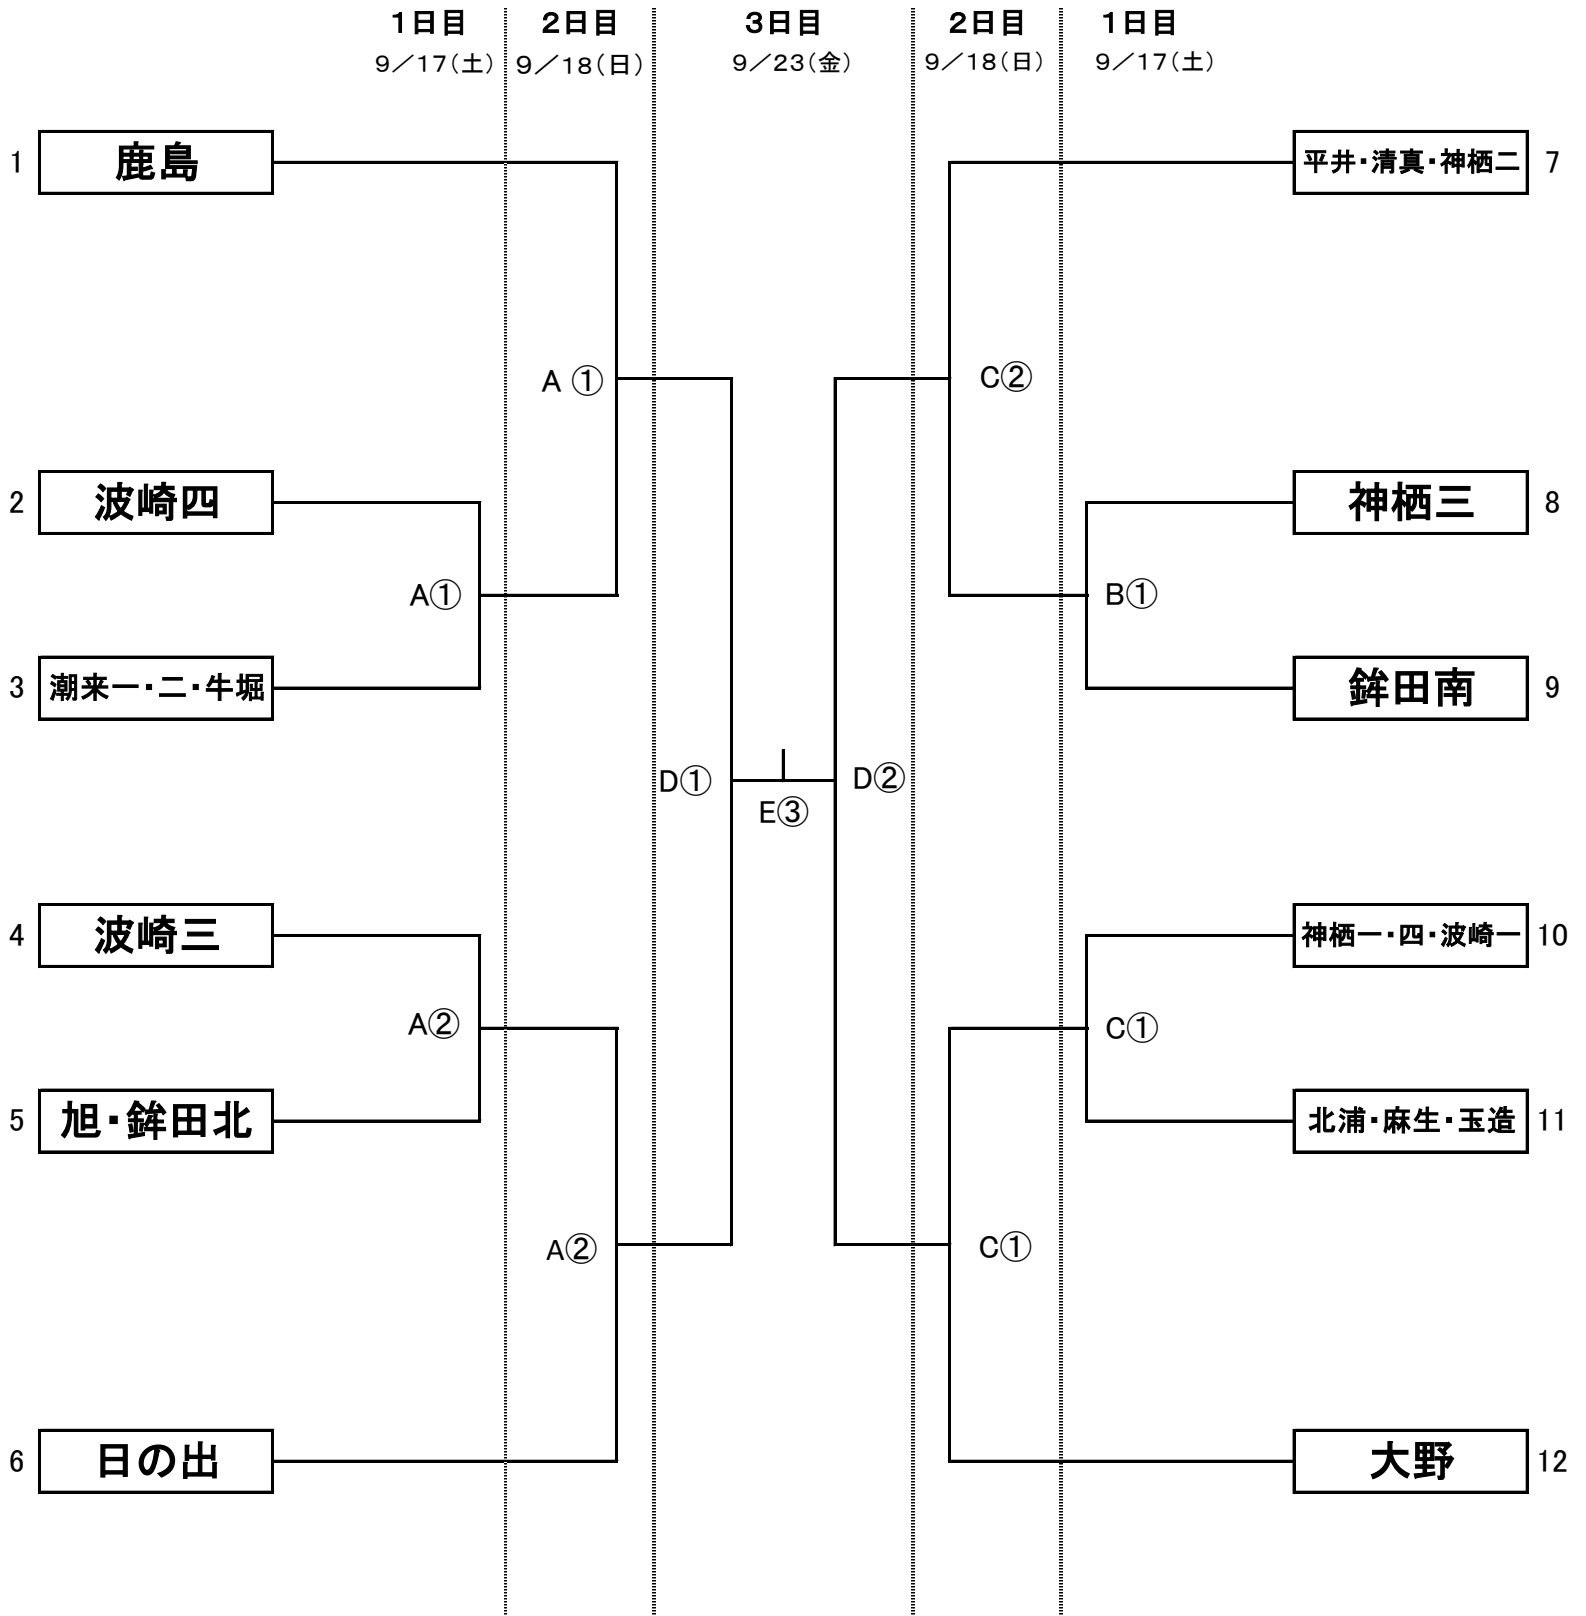 1日目 2日目 3日目 2日目 1日目
9/17(土) 9/18(日) 9/23(金) 9/18(日) 9/17(土)
1 鹿島 平井・清真・神栖二 7
A ① C②
2 波崎四 神栖三 8
A① B①
3 潮来一・二・牛堀 鉾田南 9
D① D②
E③
4 波崎三 神栖一・四・波崎一 10
A② C①
5 旭・鉾田北 北浦・麻生・玉造 11
A② C①
6 日の出 大野 12